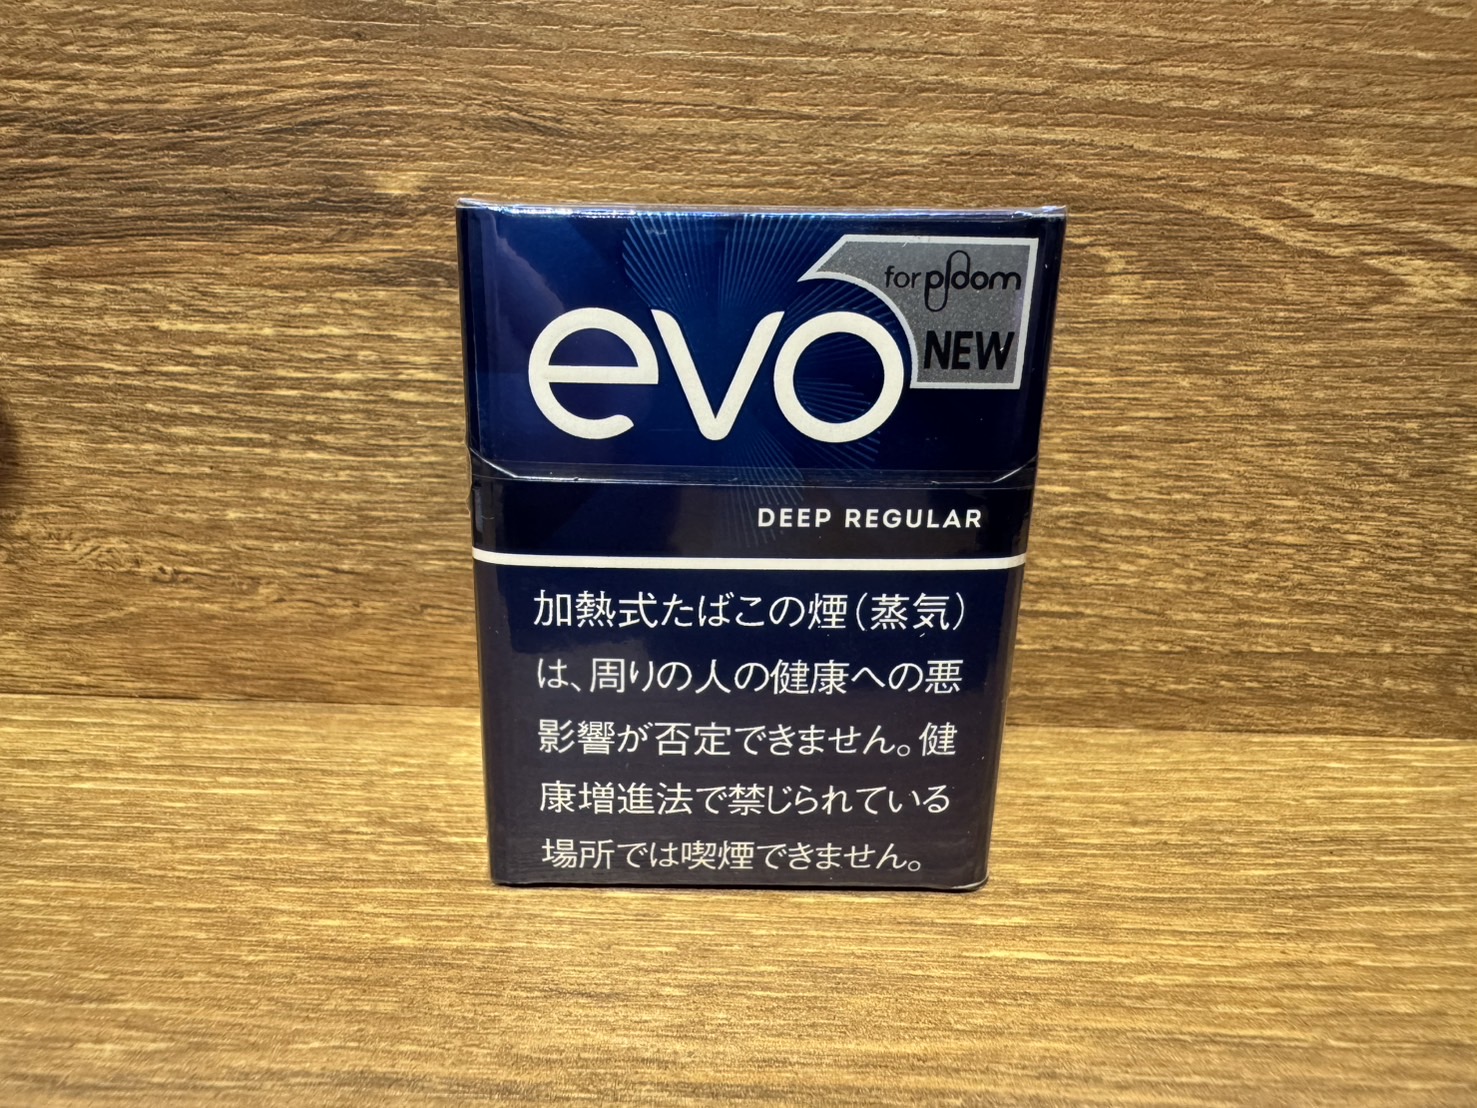 for ploom
NEW
evo
DEEP REGULAR
加熱式たばこの煙(蒸気)
は、周りの人の健康への悪
影響が否定できません。健
康増進法で禁じられている
場所では喫煙できません。